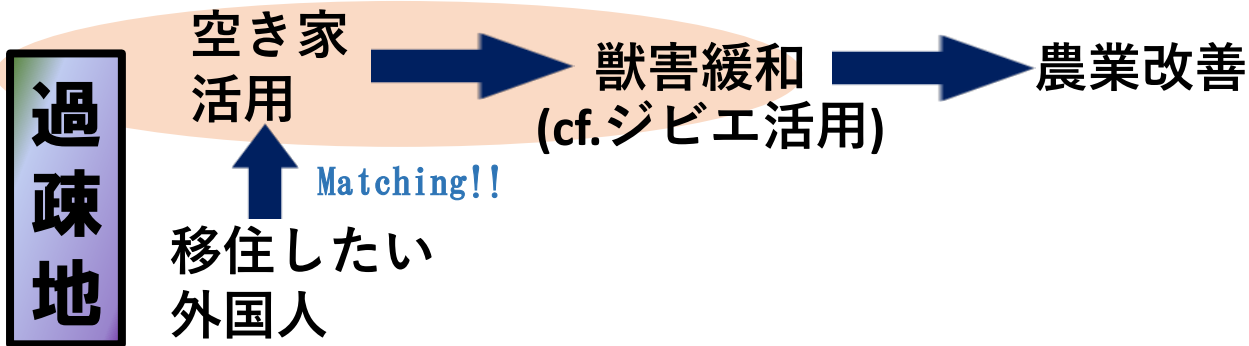 過疎地
空き家
活用
獣害緩和
(cf.ジビエ活用)
農業改善
Matching!!
移住したい
外国人